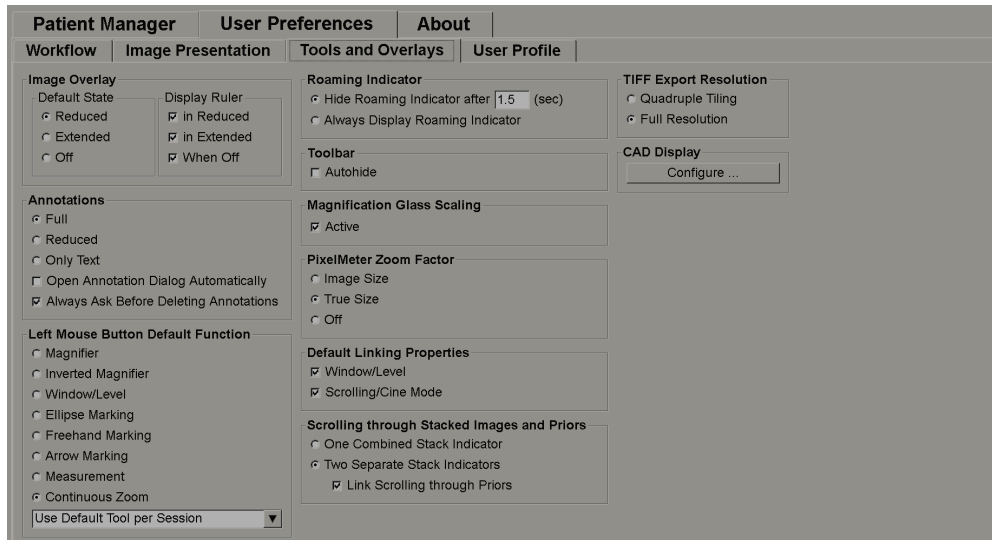 Patient Manager
User Preferences
About
Workflow
Image Presentation
Tools and Overlays
User Profile
Image Overlay
Default State
Reduced
Extended
Off
Display Ruler
in Reduced
in Extended
When Off
Annotations
Full
Reduced
Only Text
Open Annotation Dialog Automatically
Always Ask Before Deleting Annotations
Left Mouse Button Default Function
Magnifier
Inverted Magnifier
Window/Level
Ellipse Marking
Freehand Marking
Arrow Marking
Measurement
Continuous Zoom
Use Default Tool per Session
Roaming Indicator
Hide Roaming Indicator after 1.5 (sec)
Always Display Roaming Indicator
Toolbar
Autohide
Magnification Glass Scaling
Active
PixelMeter Zoom Factor
Image Size
True Size
Off
Default Linking Properties
Window/Level
Scrolling/Cine Mode
Scrolling through Stacked Images and Priors
One Combined Stack Indicator
Two Separate Stack Indicators
Link Scrolling through Priors
TIFF Export Resolution
Quadruple Tiling
Full Resolution
CAD Display
Configure ...